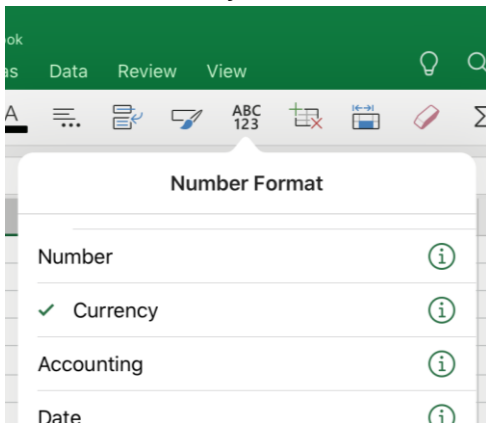 ok
as Data Review View
A ABC
123
Number Format
Number
Currency
Accounting
Date